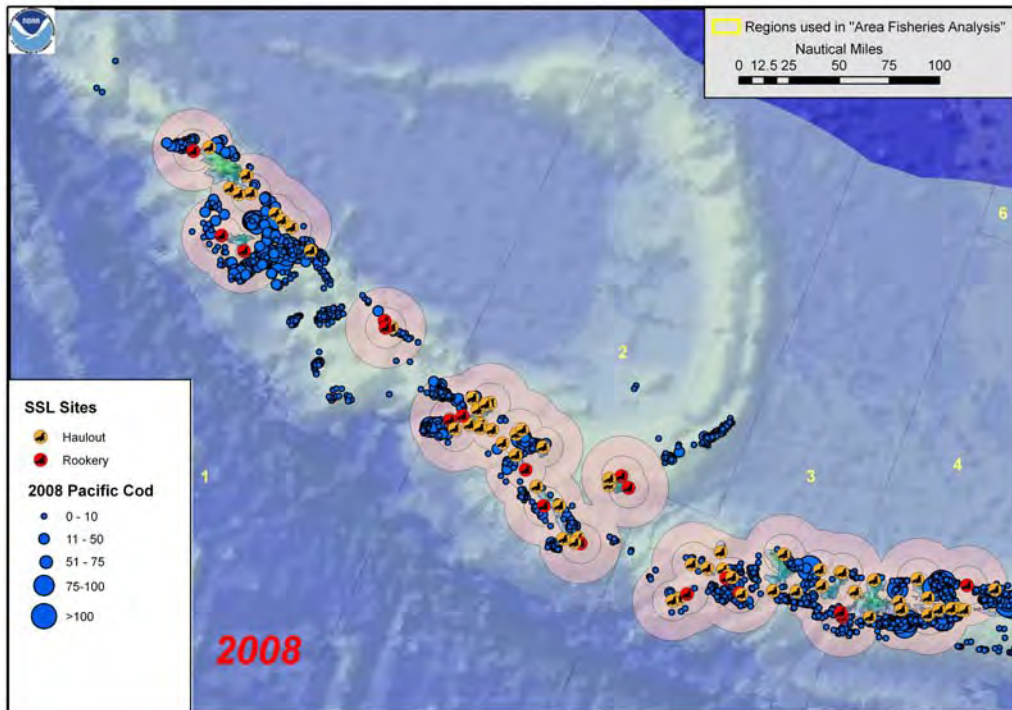 NOAA
Regions used in "Area Fisheries Analysis"
Nautical Miles
0 12.5 25 50 75 100
6
2
SSL Sites
Haulout
Rookery
1
3
4
2008 Pacific Cod
0 - 10
11 - 50
51 - 75
75-100
>100
2008